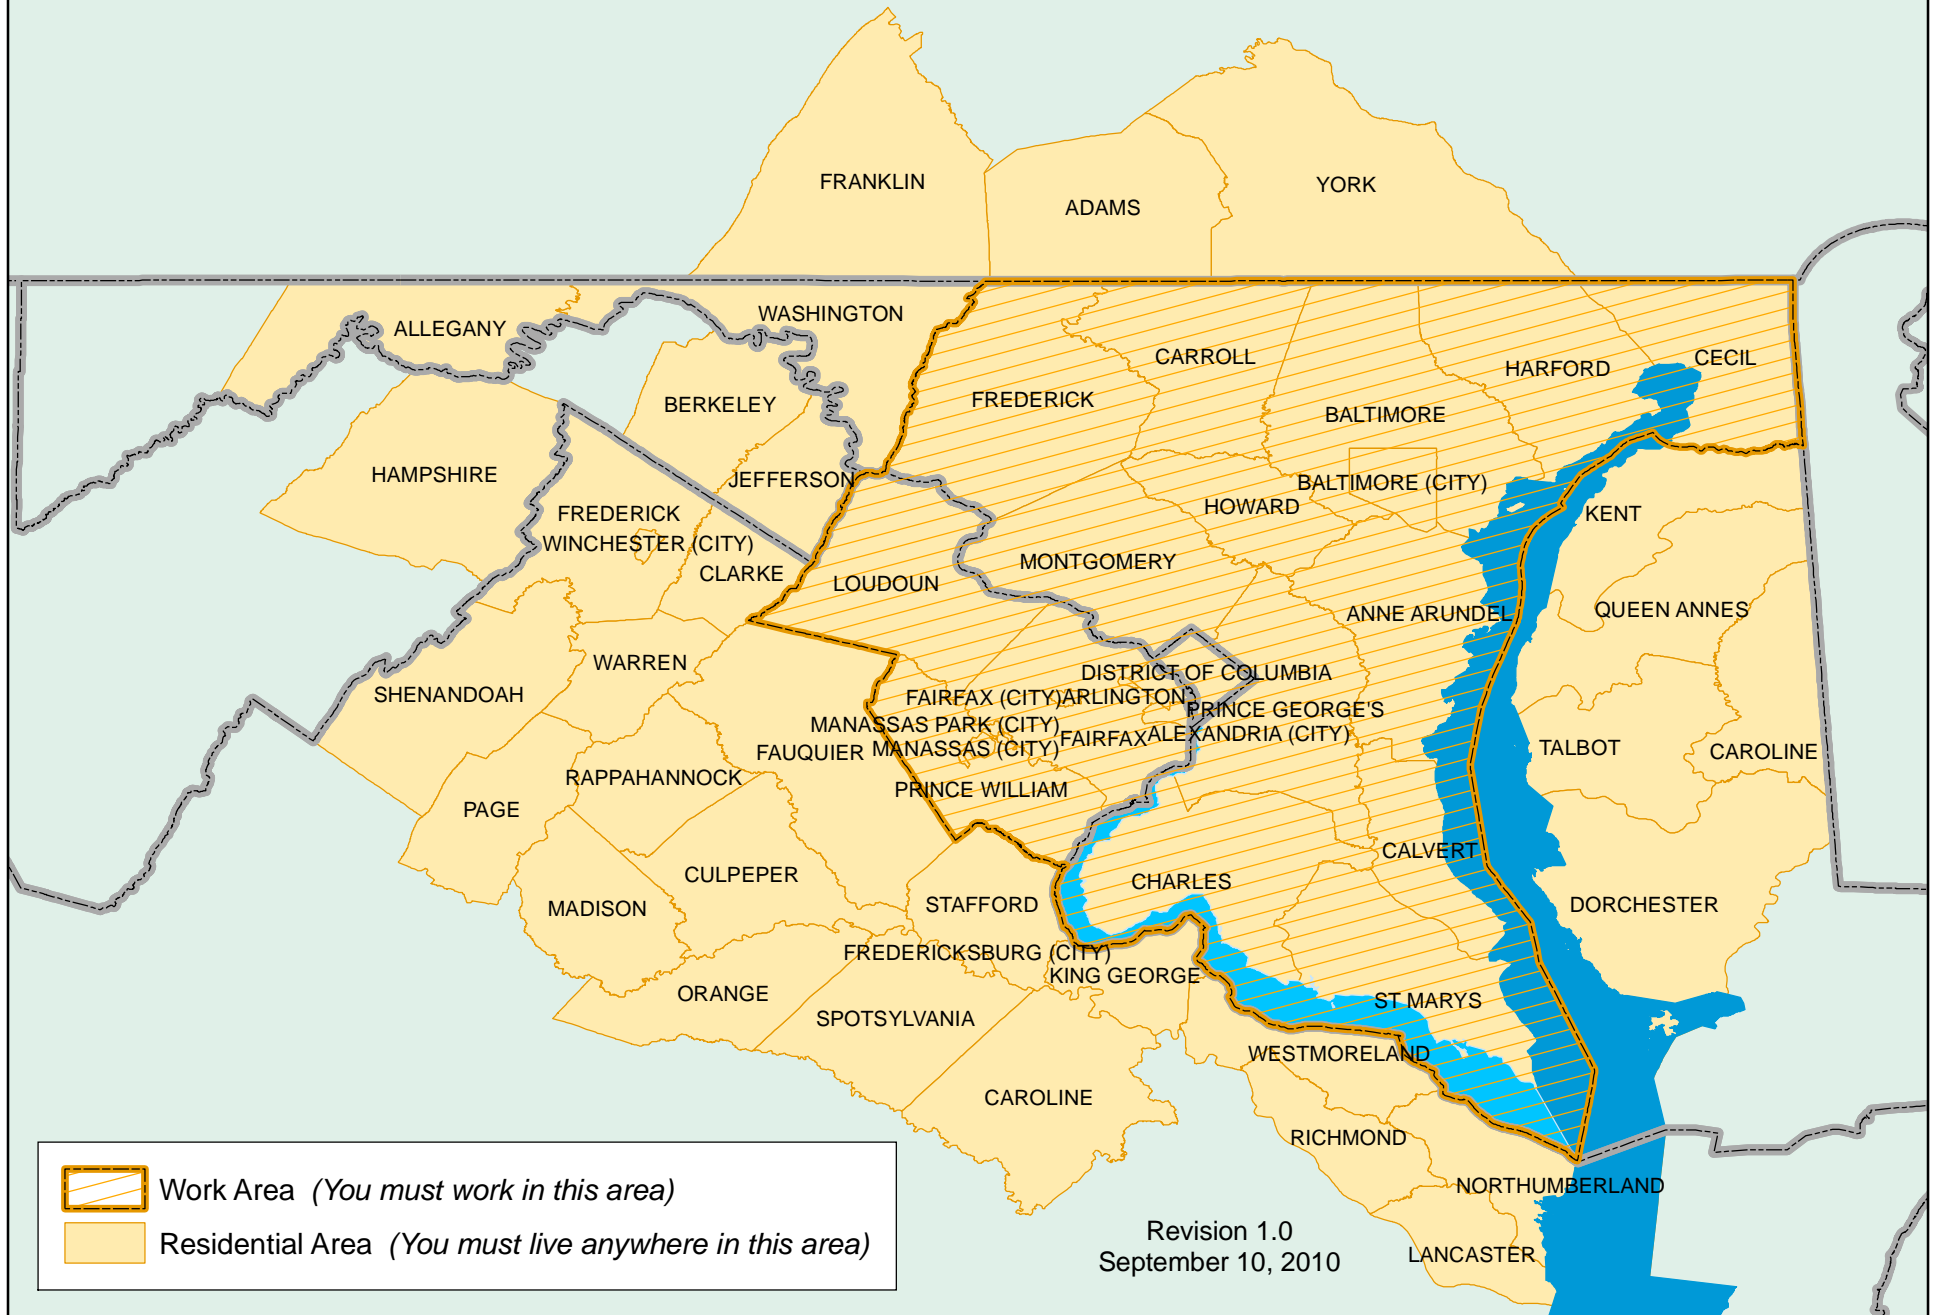 FRANKLIN
ADAMS
YORK
ALLEGANY
WASHINGTON
CARROLL
HARFORD
CECIL
BERKELEY
FREDERICK
BALTIMORE
HAMPSHIRE
JEFFERSON
BALTIMORE (CITY)
HOWARD
KENT
FREDERICK
WINCHESTER (CITY)
CLARKE
LOUDOUN
MONTGOMERY
ANNE ARUNDEL
QUEEN ANNES
WARREN
SHENANDOAH
DISTRICT OF COLUMBIA
FAIRFAX (CITY)
ARLINGTON
PRINCE GEORGE'S
MANASSAS PARK (CITY)
ALEXANDRIA (CITY)
FAUQUIER
MANASSAS (CITY)
FAIRFAX
TALBOT
CAROLINE
RAPPAHANNOCK
PRINCE WILLIAM
PAGE
CULPEPER
CALVERT
CHARLES
MADISON
STAFFORD
DORCHESTER
FREDERICKSBURG (CITY)
KING GEORGE
ORANGE
SPOTSYLVANIA
ST MARYS
WESTMORELAND
CAROLINE
RICHMOND
NORTHUMBERLAND
LANCASTER
Work Area (You must work in this area)
Residential Area (You must live anywhere in this area)
Revision 1.0
September 10, 2010